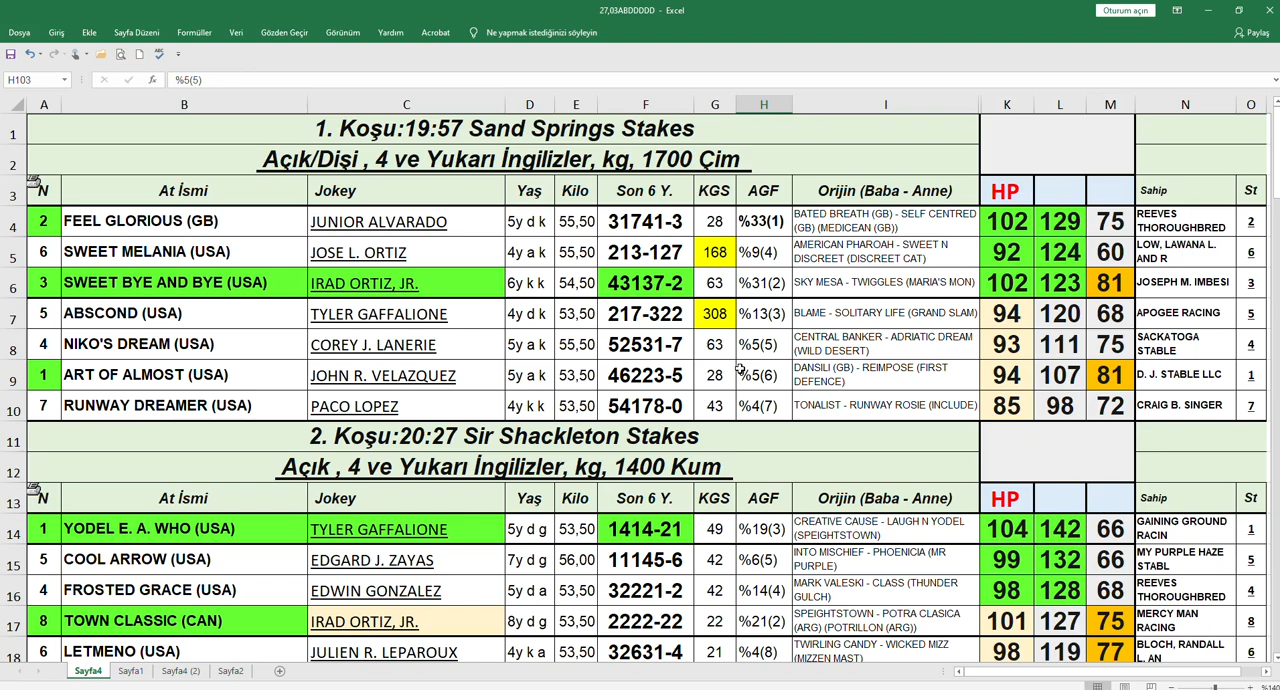 27,03ABDDDDD - Excel
Oturum açın
Dosya Giriş Ekle Sayfa Düzeni Formüller Veri Gözden Geçir Görünüm Yardım Acrobat Ne yapmak istediğinizi söyleyin Paylaş
H103 fx %5(5)
A B C D E F G H I K L M N O
1 1. Koşu:19:57 Sand Springs Stakes
2 Açık/Dişi , 4 ve Yukarı İngilizler, kg, 1700 Çim
3 N At İsmi Jokey Yaş Kilo Son 6 Y. KGS AGF Orijin (Baba - Anne) HP Sahip St
4 2 FEEL GLORIOUS (GB) JUNIOR ALVARADO 5y d k 55,50 31741-3 28 %33(1) BATED BREATH (GB) - SELF CENTRED (GB) (MEDICEAN (GB)) 102 129 75 REEVES THOROUGHBRED 2
5 6 SWEET MELANIA (USA) JOSE L. ORTIZ 5y a k 55,50 213-127 168 %9(4) AMERICAN PHAROAH - SWEET N DISCREET (DISCREET CAT) 92 124 60 LOW, LAWANA L. AND R 6
6 3 SWEET BYE AND BYE (USA) IRAD ORTIZ, JR. 6y k k 54,50 43137-2 63 %31(2) SKY MESA - TWIGGLES (MARIA'S MON) 102 123 81 JOSEPH M. IMBESI 3
7 5 ABSCOND (USA) TYLER GAFFALIONE 4y d k 53,50 217-322 308 %13(3) BLAME - SOLITARY LIFE (GRAND SLAM) 94 120 68 APOGEE RACING 5
8 4 NIKO'S DREAM (USA) COREY J. LANERIE 5y a k 55,50 52531-7 63 %5(5) CENTRAL BANKER - ADRIATIC DREAM (WILD DESERT) 93 111 75 SACKATOGA STABLE 4
9 1 ART OF ALMOST (USA) JOHN R. VELAZQUEZ 5y a k 53,50 46223-5 28 %5(6) DANSILI (GB) - REIMPOSE (FIRST DEFENCE) 94 107 81 D. J. STABLE LLC 1
10 7 RUNWAY DREAMER (USA) PACO LOPEZ 4y k k 53,50 54178-0 43 %4(7) TONALIST - RUNWAY ROSIE (INCLUDE) 85 98 72 CRAIG B. SINGER 7
11 2. Koşu:20:27 Sir Shackleton Stakes
12 Açık , 4 ve Yukarı İngilizler, kg, 1400 Kum
13 N At İsmi Jokey Yaş Kilo Son 6 Y. KGS AGF Orijin (Baba - Anne) HP Sahip St
14 1 YODEL E. A. WHO (USA) TYLER GAFFALIONE 5y d g 53,50 1414-21 49 %19(3) CREATIVE CAUSE - LAUGH N YODEL (SPEIGHTSTOWN) 104 142 66 GAINING GROUND RACIN 1
15 5 COOL ARROW (USA) EDGARD J. ZAYAS 7y d g 56,00 11145-6 42 %6(5) INTO MISCHIEF - PHOENICIA (MR PURPLE) 99 132 66 MY PURPLE HAZE STABL 5
16 4 FROSTED GRACE (USA) EDWIN GONZALEZ 5y d a 53,50 32221-2 42 %14(4) MARK VALESKI - CLASS (THUNDER GULCH) 98 128 68 REEVES THOROUGHBRED 4
17 8 TOWN CLASSIC (CAN) IRAD ORTIZ, JR. 8y d g 53,50 2222-22 22 %21(2) SPEIGHTSTOWN - POTRA CLASICA (ARG) (POTRILLON (ARG)) 101 127 75 MERCY MAN RACING 8
18 6 LETMENO (USA) JULIEN R. LEPAROUX 4y k a 53,50 32631-4 21 %4(8) TWIRLING CANDY - WICKED MIZZ (MIZZEN MAST) 98 119 77 BLOCH, RANDALL L. AN 6
Sayfa4 Sayfa1 Sayfa4 (2) Sayfa2
%140